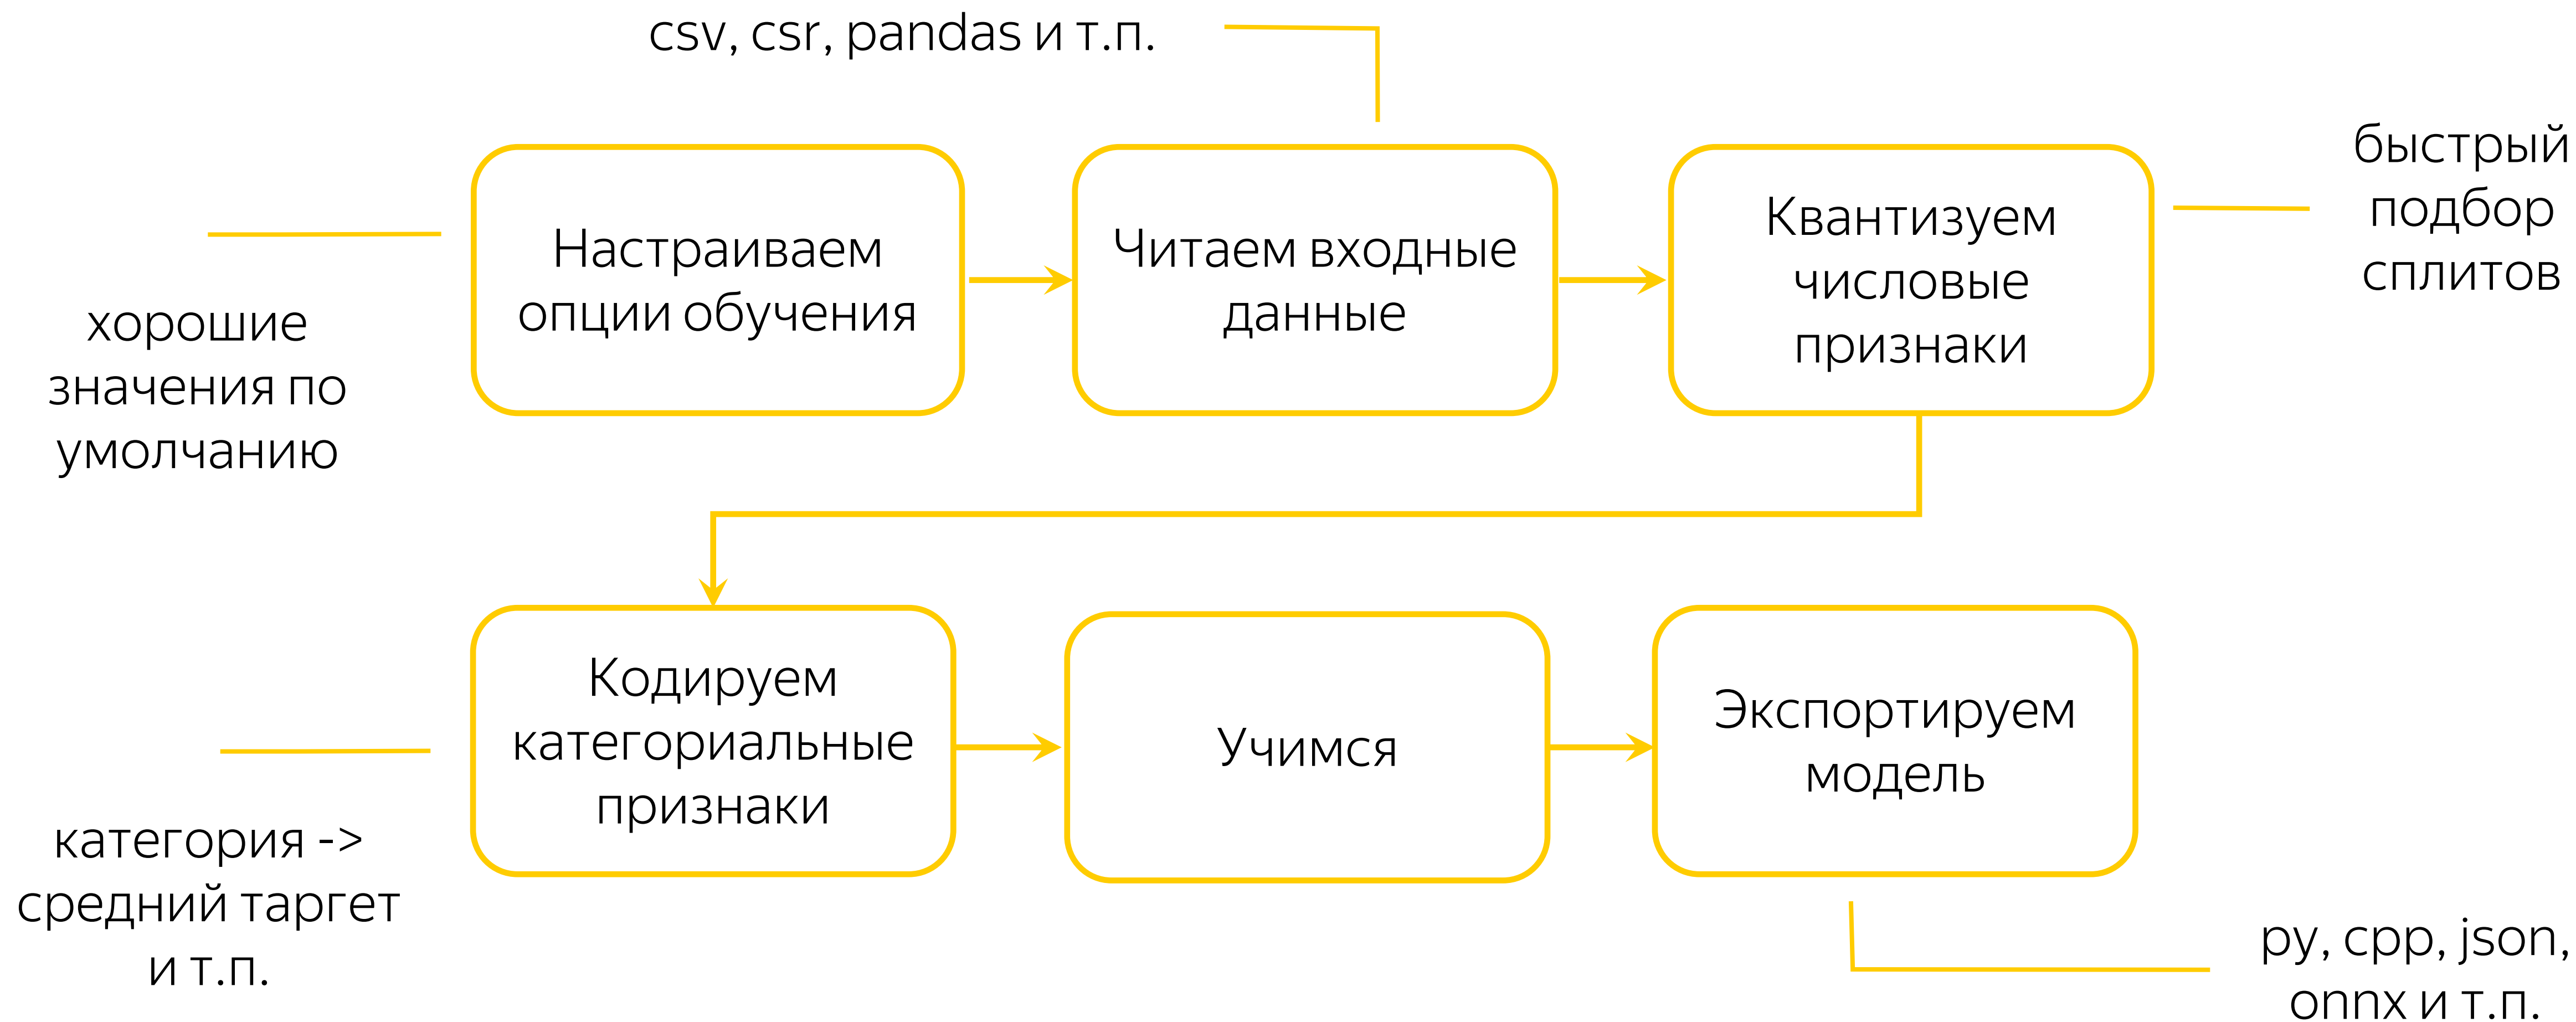 csv, csr, pandas и т.п.
хорошие
значения по
умолчанию
Настраиваем
опции обучения
Читаем входные
данные
Квантизуем
числовые
признаки
быстрый
подбор
сплитов
категория ->
средний таргет
и т.п.
Кодируем
категориальные
признаки
Учимся
Экспортируем
модель
py, cpp, json,
onnx и т.п.